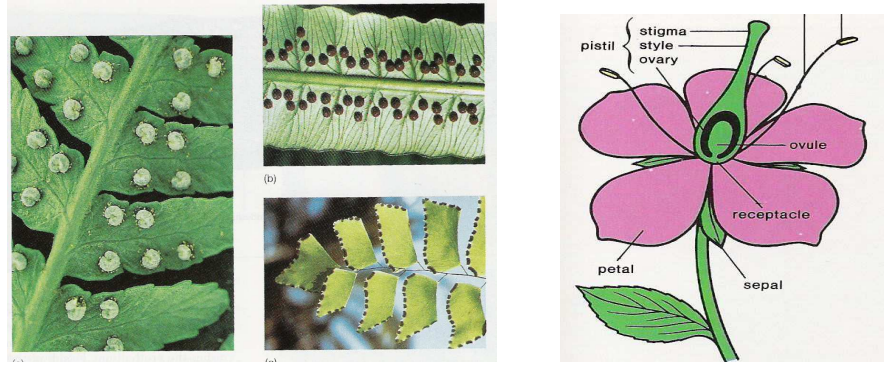 (b)
stigma
pistil
style
ovary
ovule
receptacle
petal
sepal